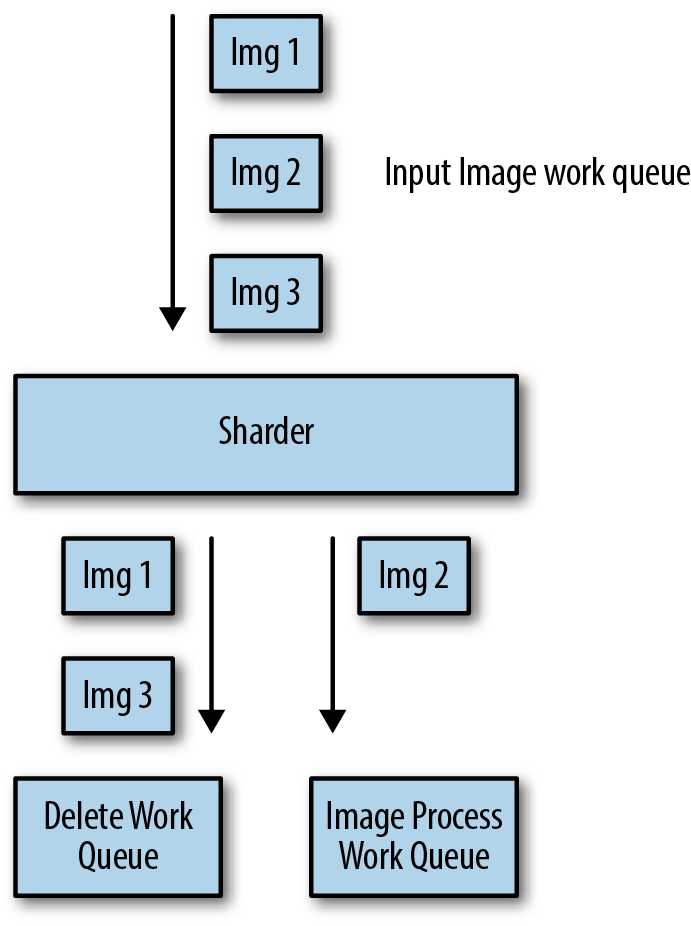 Img 1
Img 2
Input Image work queue
Img 3
Sharder
Img 1
Img 2
Img 3
Delete Work
Queue
Image Process
Work Queue